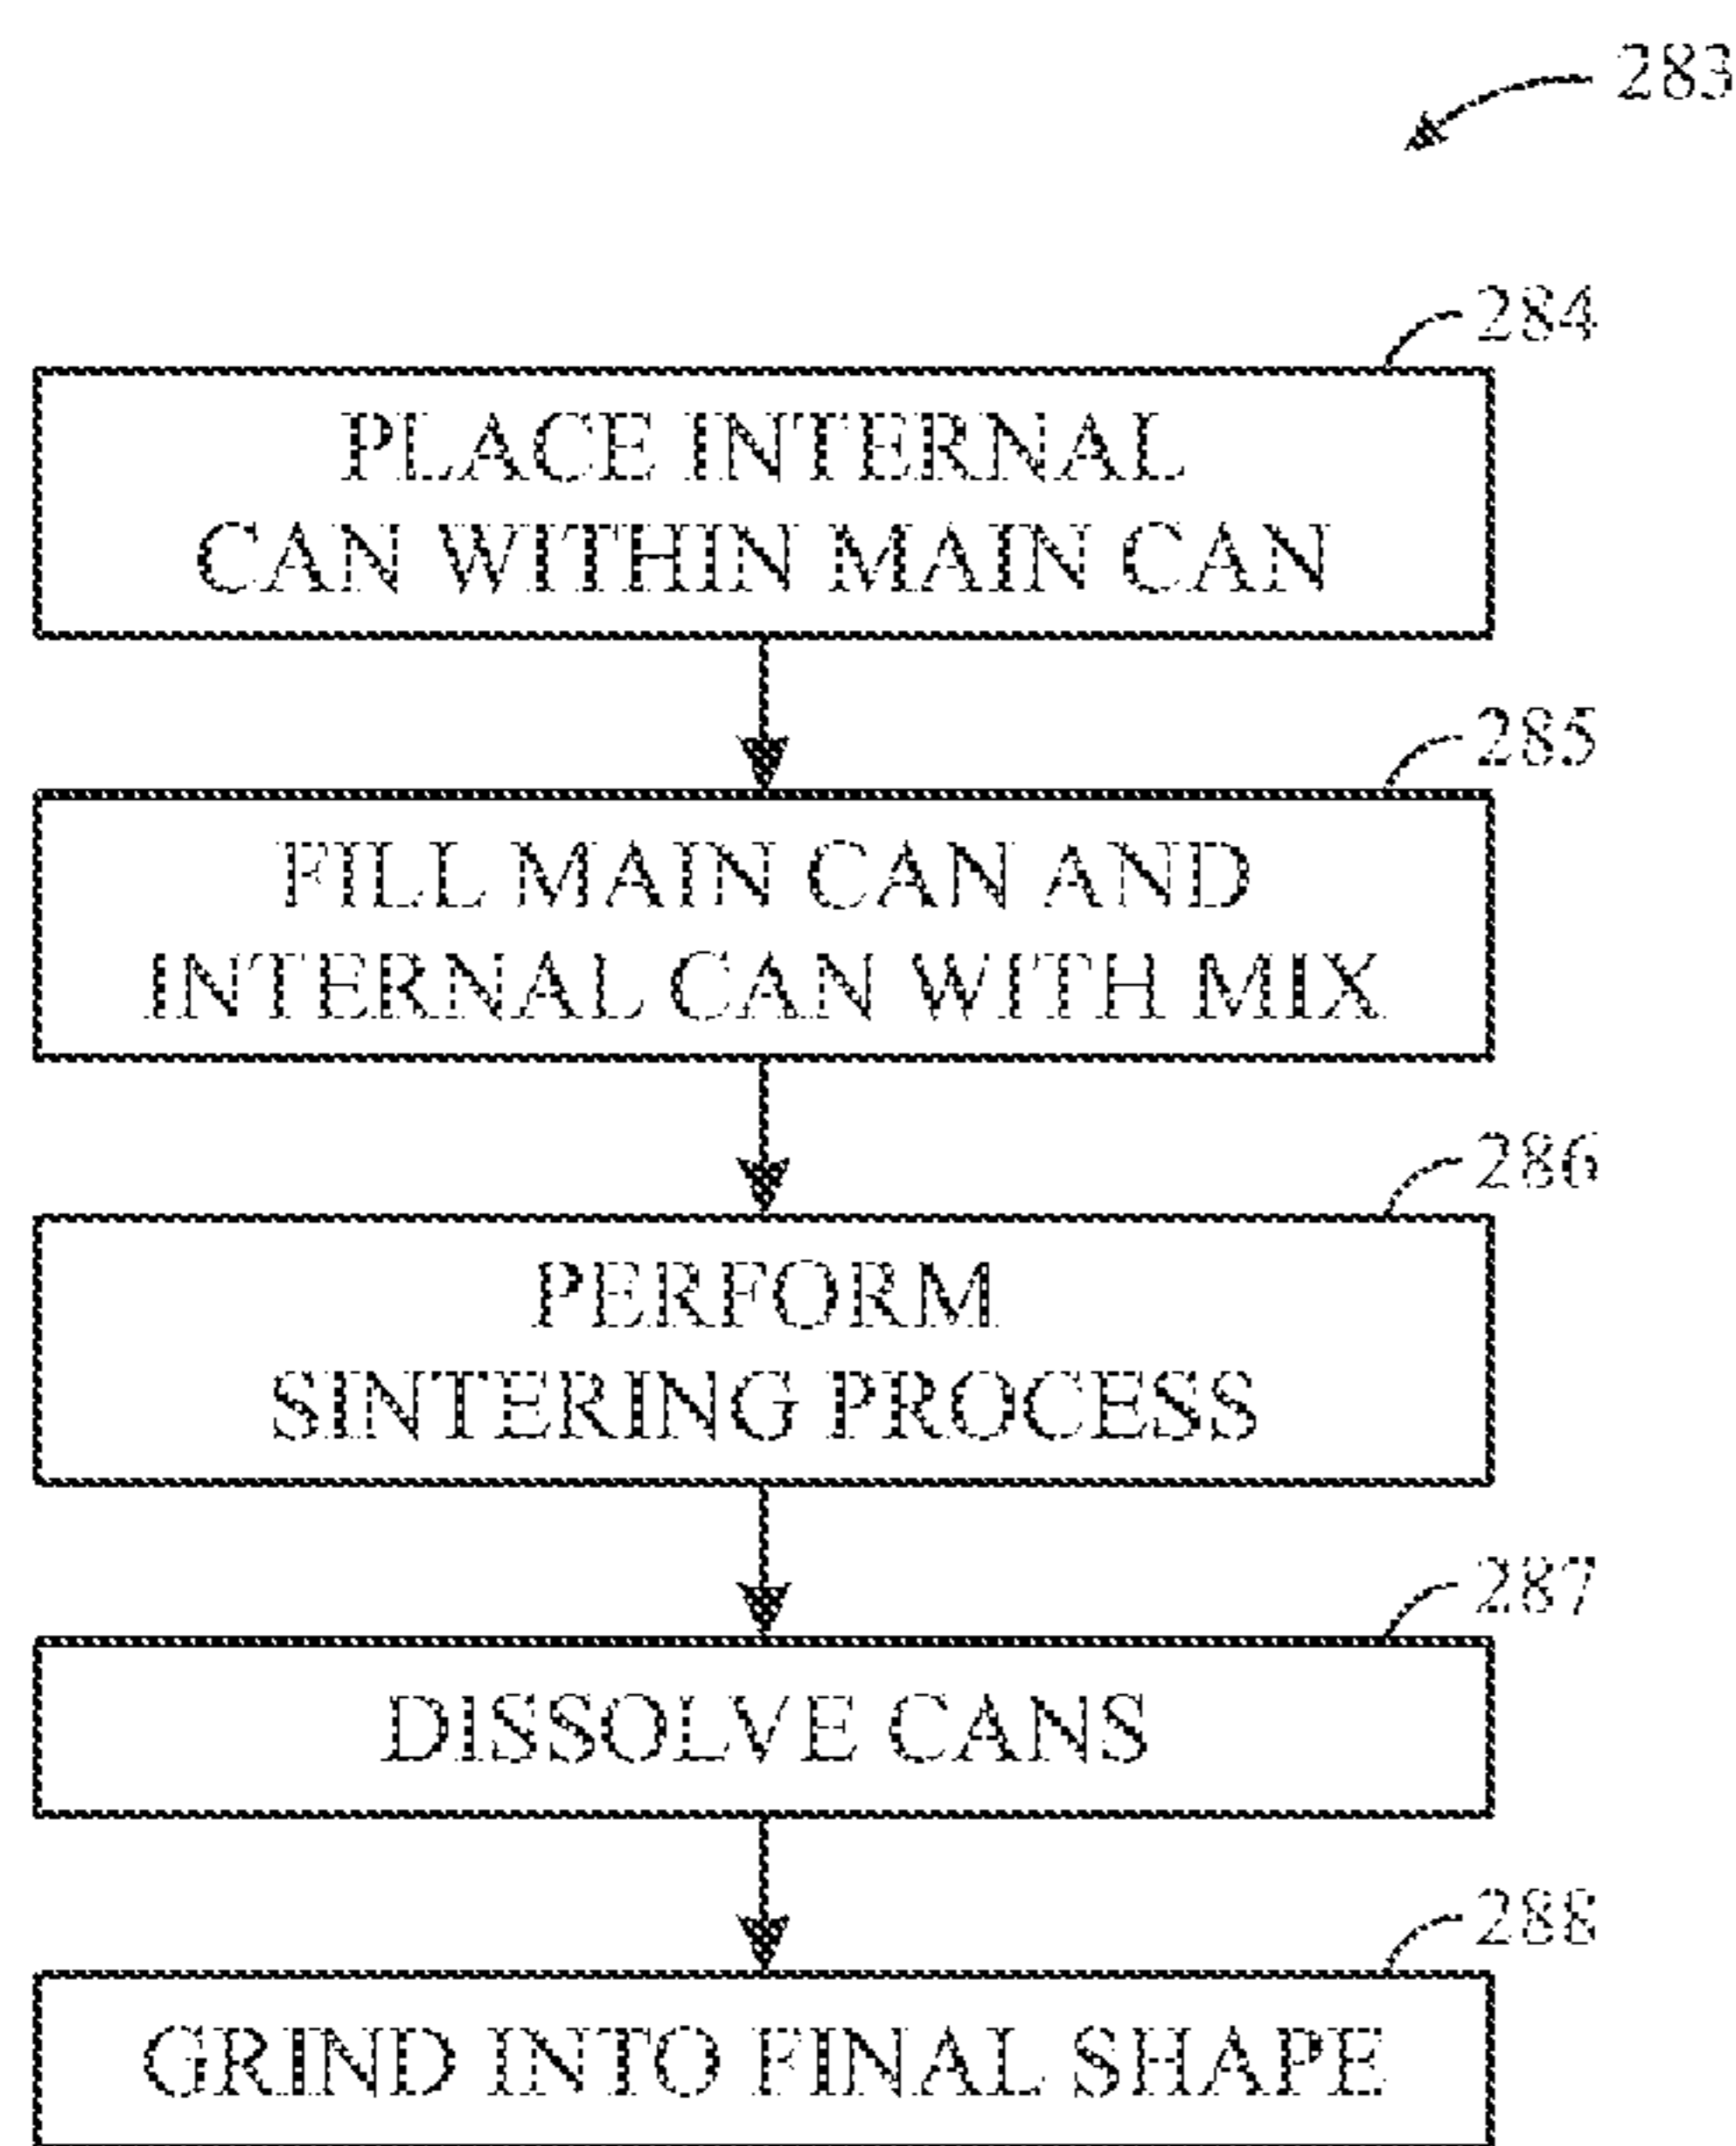 283
284
PLACE INTERNAL
CAN WITHIN MAIN CAN
285
FILL MAIN CAN AND
INTERNAL CAN WITH MIX
286
PERFORM
SINTERING PROCESS
287
DISSOLVE CANS
288
GRIND INTO FINAL SHAPE